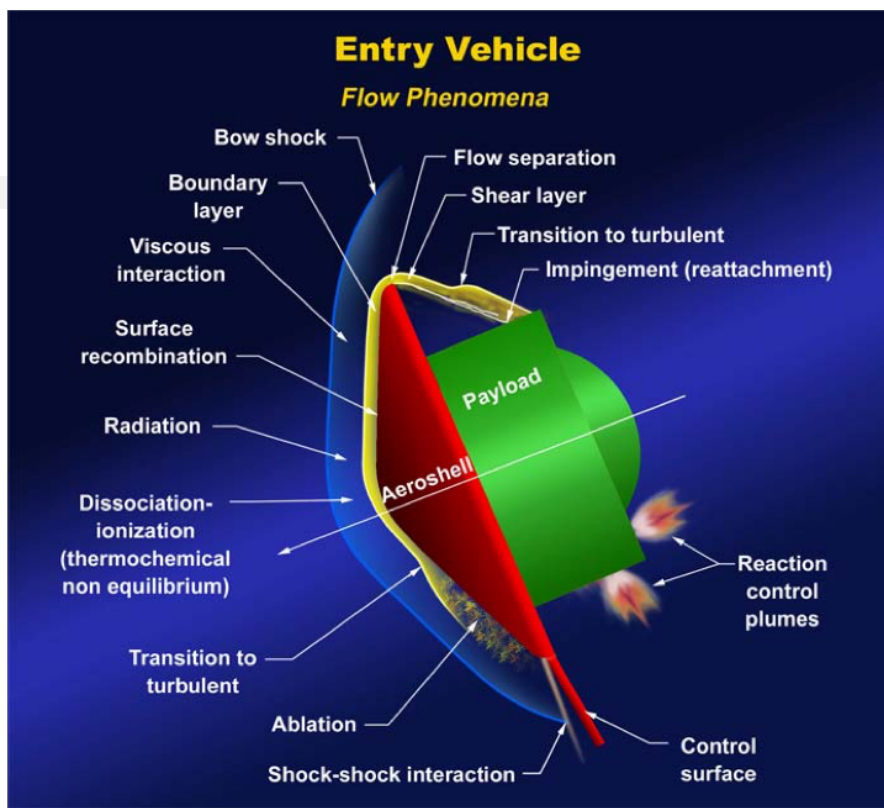 Entry Vehicle
Flow Phenomena
Bow shock
Flow separation
Boundary
layer
Shear layer
Transition to turbulent
Viscous
interaction
Impingement (reattachment)
Surface
recombination
Payload
Radiation
Aeroshell
Dissociation-
ionization
(thermochemical
non equilibrium)
Reaction
control
plumes
Transition to
turbulent
Ablation
Shock-shock interaction
Control
surface